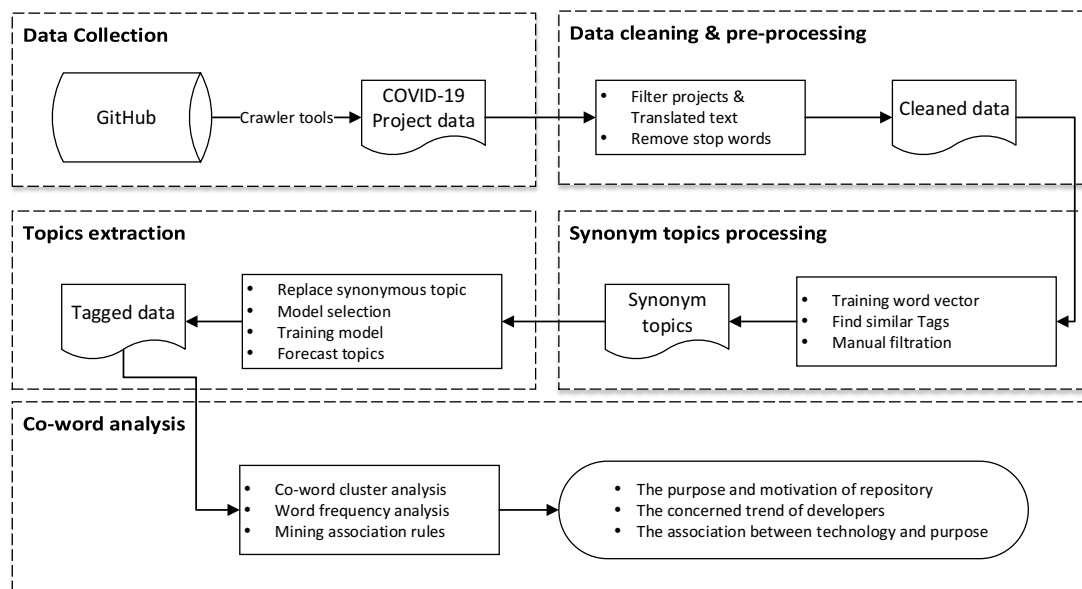 Data Collection
GitHub
Crawler tools
COVID-19
Project data
Data cleaning & pre-processing
• Filter projects &
Translated text
• Remove stop words
Cleaned data
Topics extraction
Tagged data
• Replace synonymous topic
• Model selection
• Training model
• Forecast topics
Synonym topics processing
Synonym
topics
• Training word vector
• Find similar Tags
• Manual filtration
Co-word analysis
• Co-word cluster analysis
• Word frequency analysis
• Mining association rules
• The purpose and motivation of repository
• The concerned trend of developers
• The association between technology and purpose